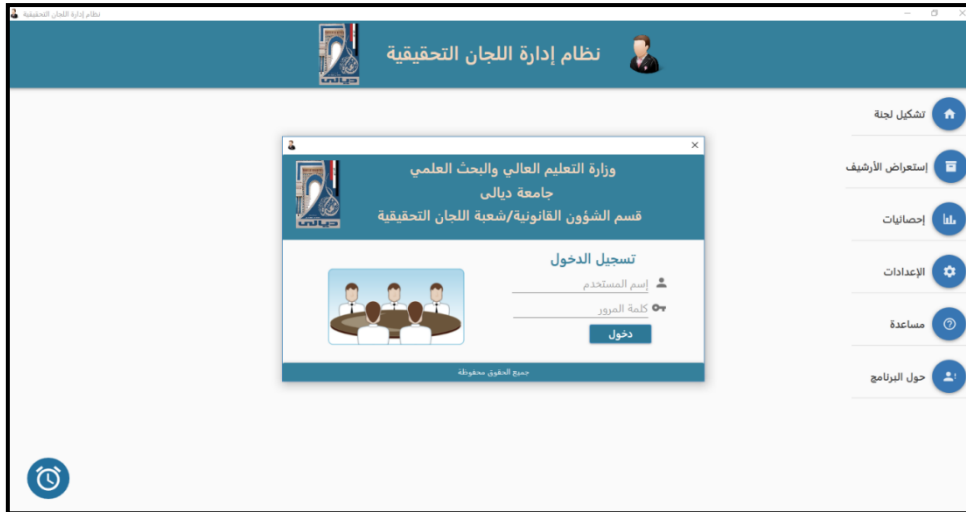 نظام إدارة اللجان التحقيقية
نظام إدارة اللجان التحقيقية
ديالى
تشكيل لجنة
إستعراض الأرشيف
إحصائيات
الإعدادات
مساعدة
حول البرنامج
وزارة التعليم العالي والبحث العلمي
جامعة ديالى
قسم الشؤون القانونية/شعبة اللجان التحقيقية
ديالى
تسجيل الدخول
إسم المستخدم
كلمة المرور
دخول
جميع الحقوق محفوظة